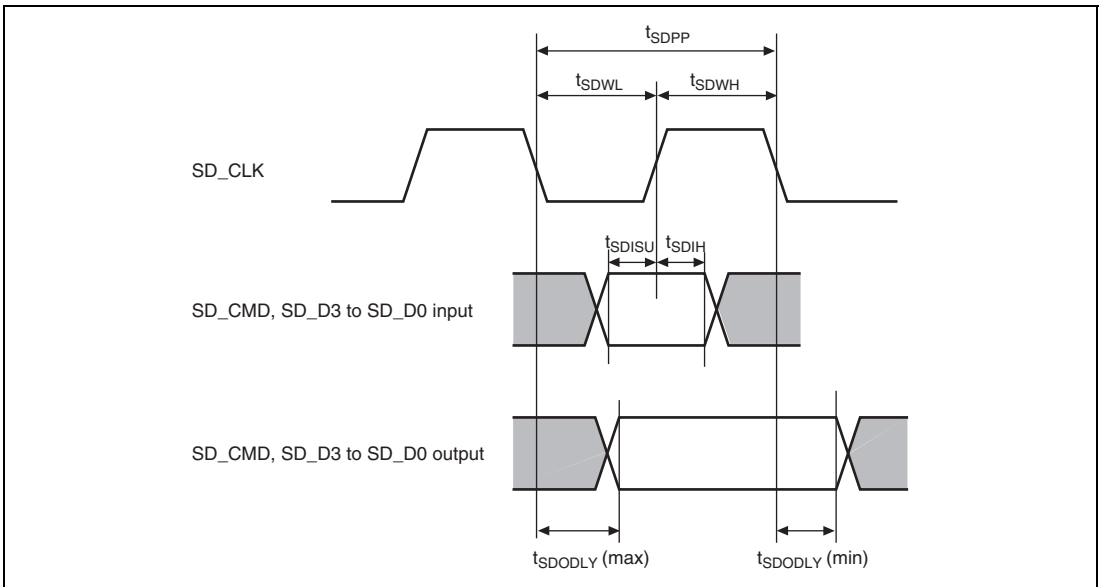 tSDPP
tSDWL tSDWH
SD_CLK
tSDISU tSDIH
SD_CMD, SD_D3 to SD_D0 input
SD_CMD, SD_D3 to SD_D0 output
tSDODLY (max) tSDODLY (min)